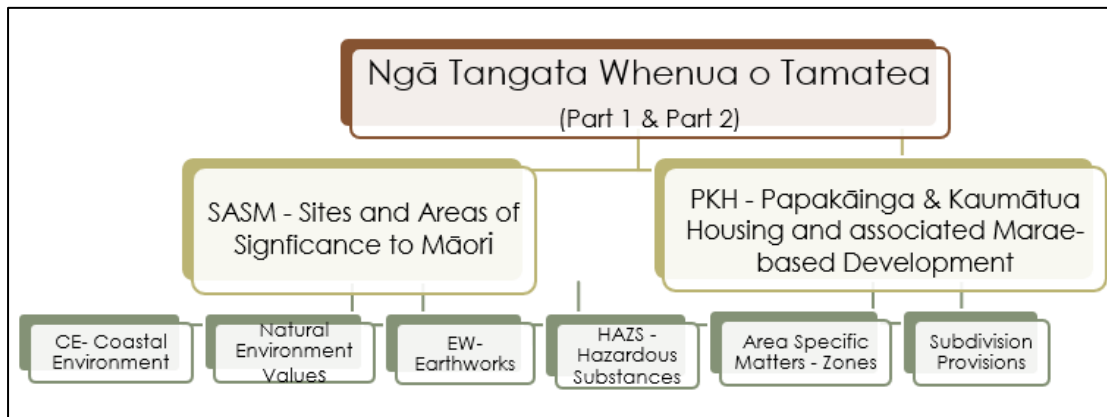 Ngā Tangata Whenua o Tamatea
(Part 1 & Part 2)
SASM - Sites and Areas of
Signficance to Māori
PKH - Papakāinga & Kaumātua
Housing and associated Marae-
based Development
CE- Coastal
Environment
Natural
Environment
Values
EW-
Earthworks
HAZS -
Hazardous
Substances
Area Specific
Matters - Zones
Subdivision
Provisions